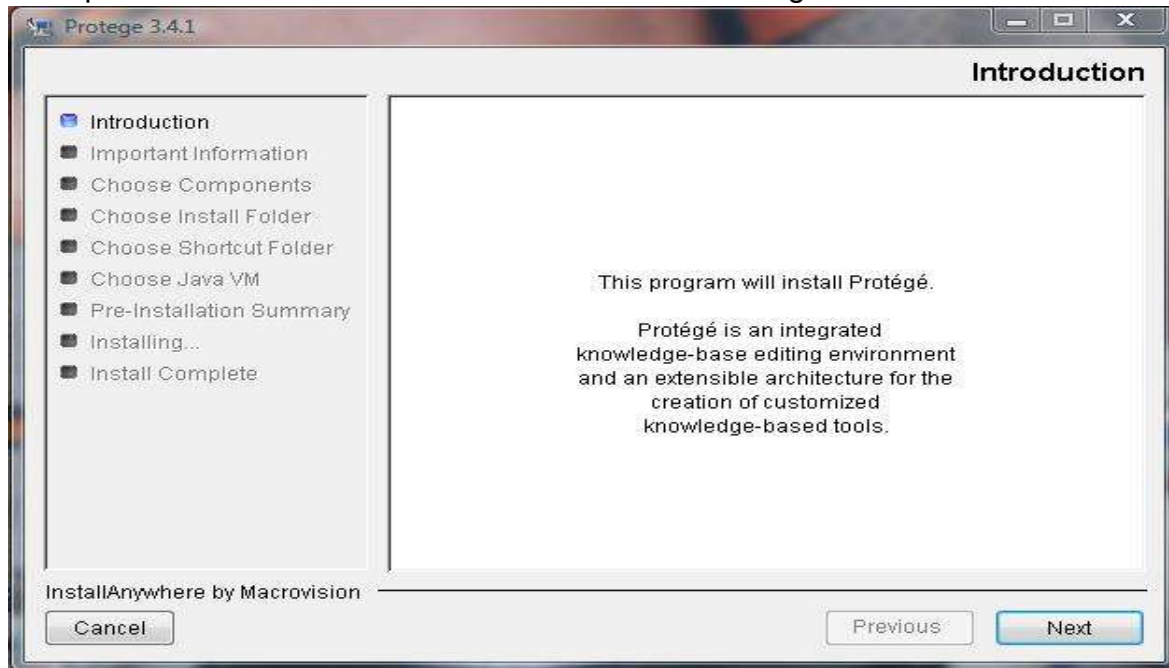 Protege 3.4.1
Introduction
Introduction
Important Information
Choose Components
Choose Install Folder
Choose Shortcut Folder
Choose Java VM
Pre-Installation Summary
Installing...
Install Complete
This program will install Protégé.
Protégé is an integrated
knowledge-base editing environment
and an extensible architecture for the
creation of customized
knowledge-based tools.
InstallAnywhere by Macrovision
Cancel
Previous
Next